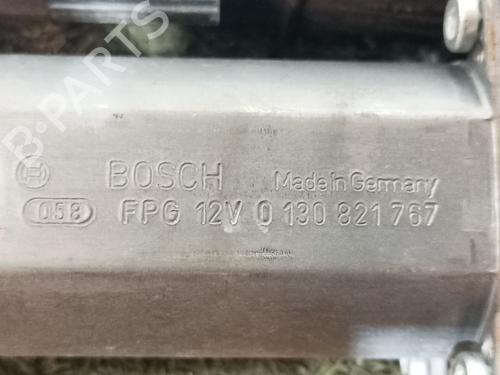 BOSCH Made in Germany
058 FPG 12V 0 130 821 767
B-PARTS